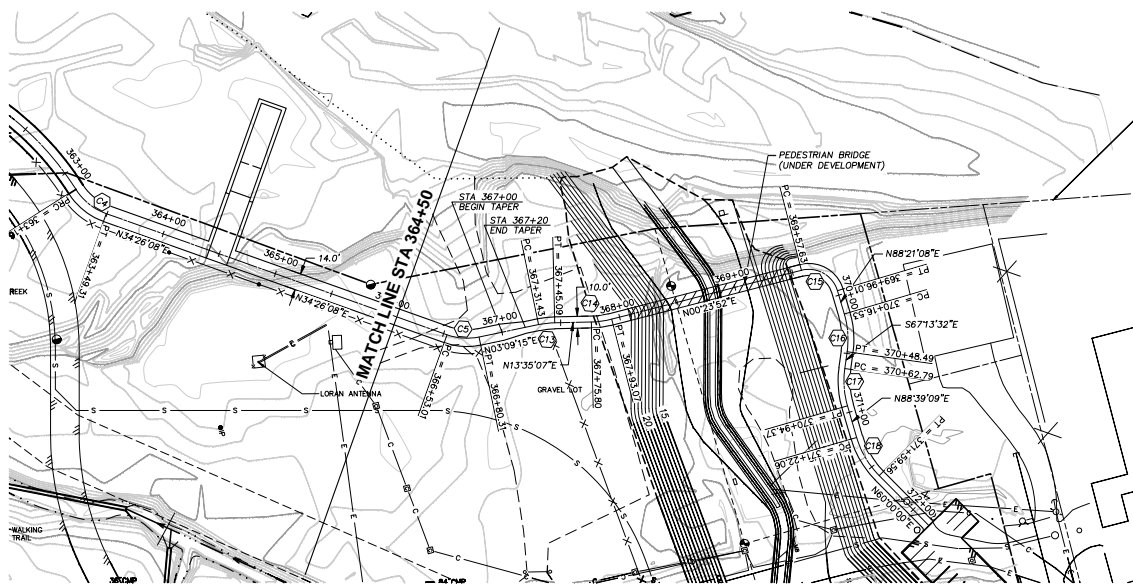 363+00
C4
364+00
PT = 363+49.31
N34°26'08"E
365+00
14.0'
N34°26'08"E
MATCH LINE STA 364+50
STA 367+00
BEGIN TAPER
STA 367+20
END TAPER
PC = 367+31.43
PT = 367+45.09
10.0'
C14
368+00
C5
367+00
N03°09'15"E
C13
N13°35'07"E
PC = 366+53.01
PT = 366+80.31
GRAVEL LOT
PC = 367+75.80
PT = 367+93.07
LORAN ANTENNA
PEDESTRIAN BRIDGE
(UNDER DEVELOPMENT)
PC = 369+57.63
369+00
N00°23'52"E
C15
N88°21'08"E
PT = 369+96.01
370+00
PC = 370+16.53
S67°13'32"E
C16
PT = 370+48.49
PC = 370+62.79
C17
371+00
N88°39'09"E
PT = 370+94.37
C18
PC = 371+22.06
PT = 371+59.56
372+00
N60°00'00"E
20
15
REEK
WALKING
TRAIL
S
S
S
S
E
E
C
C
C